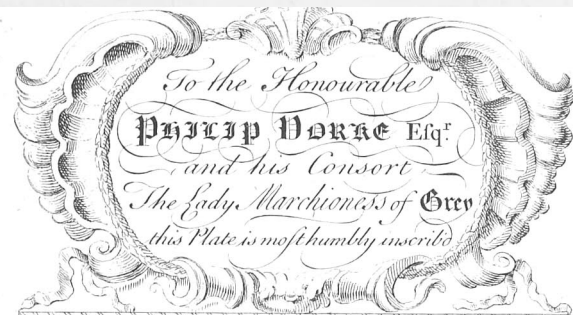 To the Honourable
PHILIP YORKE Eſqr
and his Consort
The Lady Marchioness of Grey
this Plate is moſt humbly inscrib'd